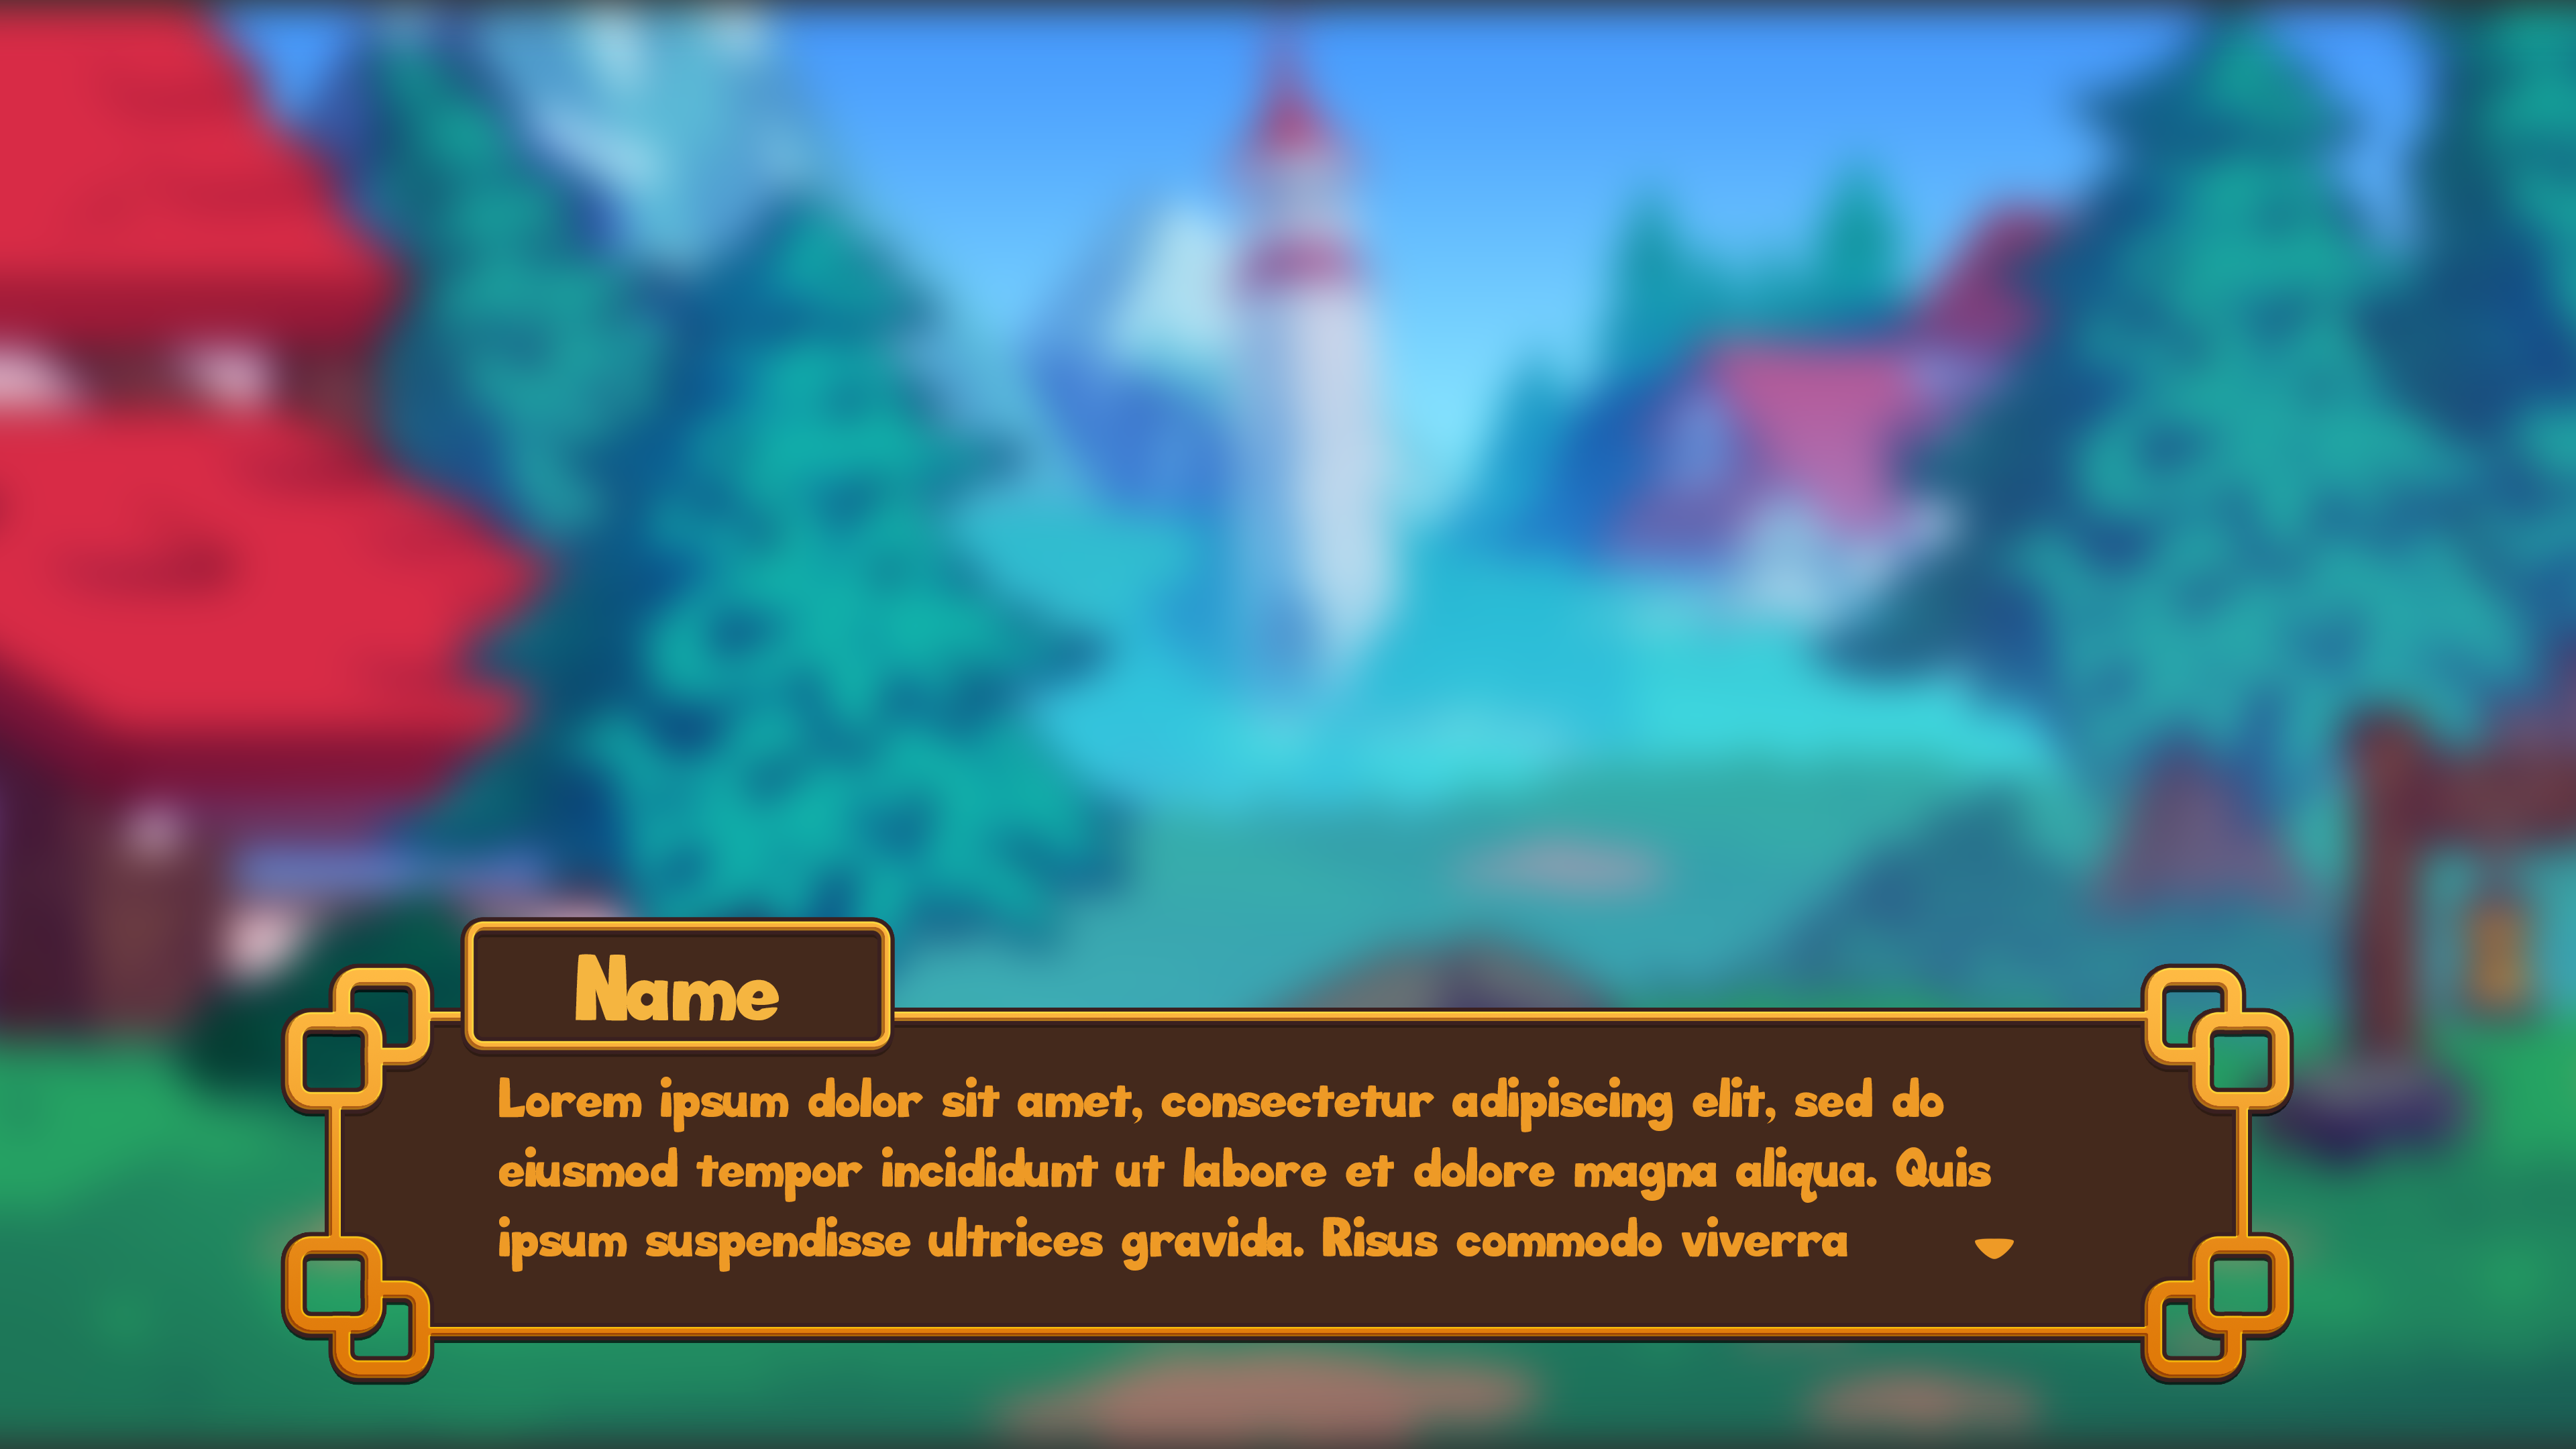 Name
Lorem ipsum dolor sit amet, consectetur adipiscing elit, sed do
eiusmod tempor incididunt ut labore et dolore magna aliqua. Quis
ipsum suspendisse ultrices gravida. Risus commodo viverra